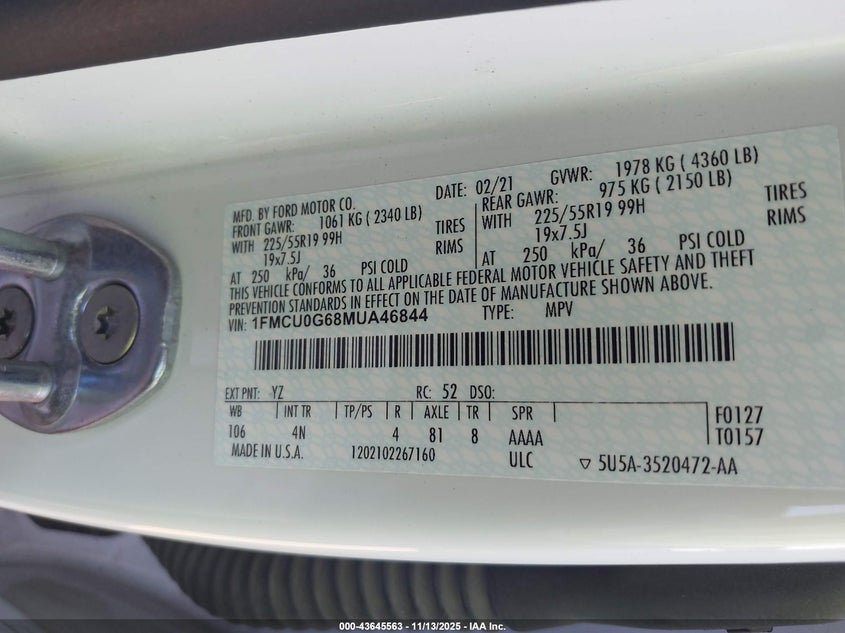 MFD. BY FORD MOTOR CO.
DATE: 02/21
GVWR: 1978 KG ( 4360 LB)
FRONT GAWR: 1061 KG ( 2340 LB)
REAR GAWR: 975 KG ( 2150 LB)
WITH 225/55R19 99H TIRES
WITH 225/55R19 99H TIRES
19x7.5J RIMS
19x7.5J RIMS
AT 250 kPa/ 36 PSI COLD
AT 250 kPa/ 36 PSI COLD
THIS VEHICLE CONFORMS TO ALL APPLICABLE FEDERAL MOTOR VEHICLE SAFETY AND THEFT
PREVENTION STANDARDS IN EFFECT ON THE DATE OF MANUFACTURE SHOWN ABOVE.
VIN: 1FMCU0G68MUA46844 TYPE: MPV
EXT PNT: YZ RC: 52 DSO:
WB INT TR TP/PS R AXLE TR SPR F0127
106 4N 4 81 8 AAAA T0157
MADE IN U.S.A. 1202102267160 ULC ▽ 5U5A-3520472-AA
000-43645563 - 11/13/2025 - IAA Inc.